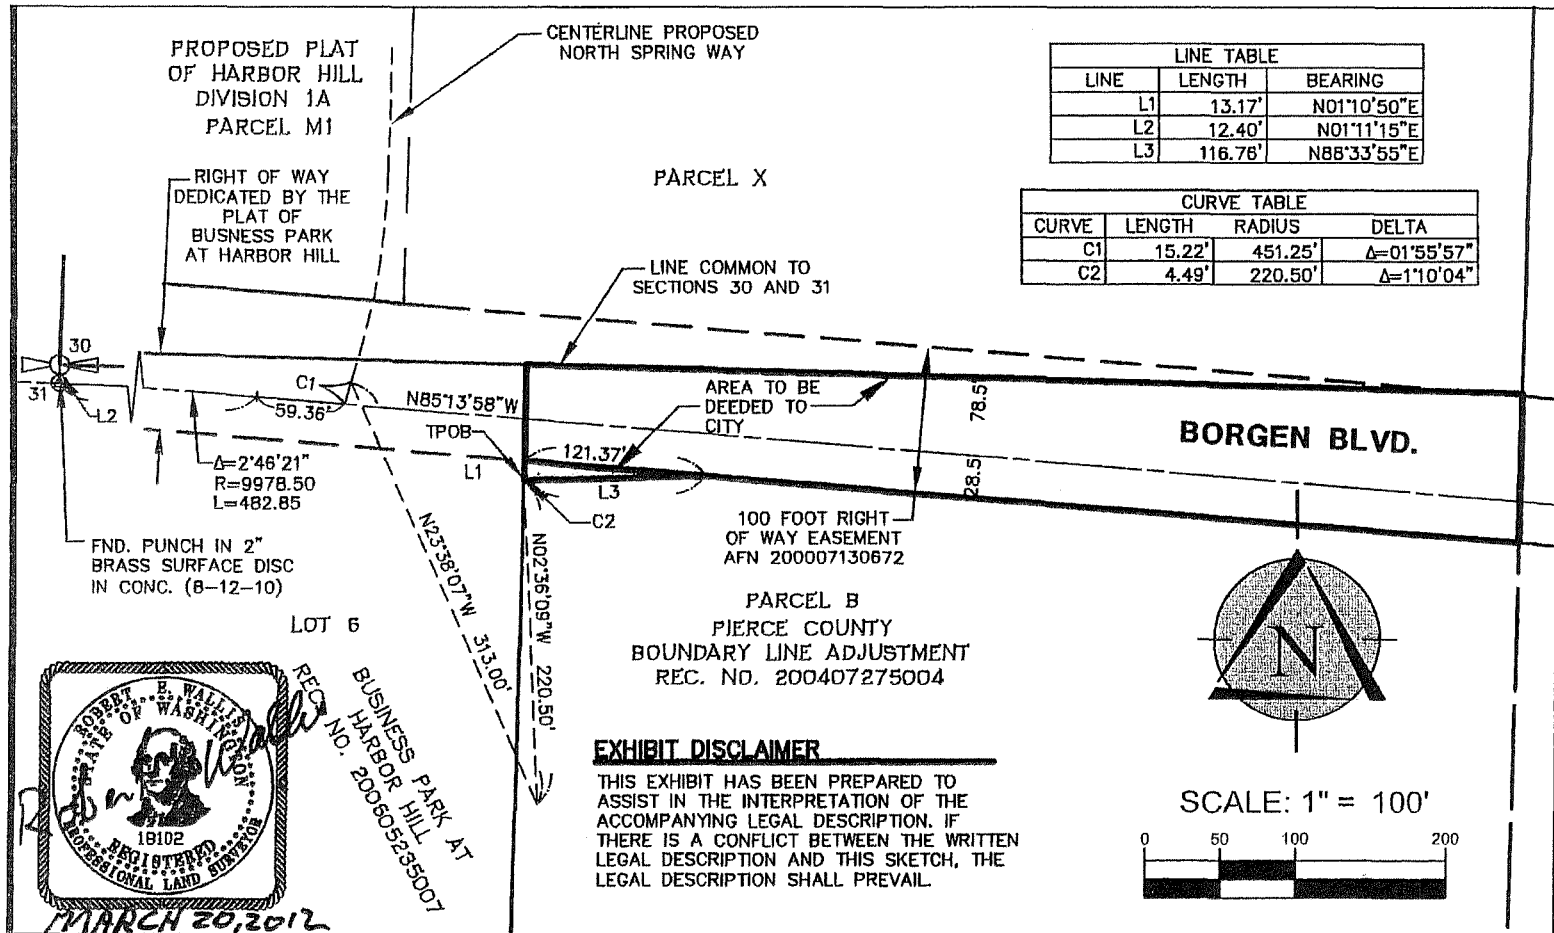 PROPOSED PLAT
OF HARBOR HILL
DIVISION 1A
PARCEL M1
CENTERLINE PROPOSED
NORTH SPRING WAY
LINE TABLE
LINE LENGTH BEARING
L1 13.17' N01°10'50"E
L2 12.40' N01°11'15"E
L3 116.76' N88°33'55"E
CURVE TABLE
CURVE LENGTH RADIUS DELTA
C1 15.22' 451.25' Δ=01°55'57"
C2 4.49' 220.50' Δ=1°10'04"
RIGHT OF WAY
DEDICATED BY THE
PLAT OF
BUSNESS PARK
AT HARBOR HILL
PARCEL X
LINE COMMON TO
SECTIONS 30 AND 31
30
31
L2
C1
59.36'
N85°13'58"W
AREA TO BE
DEEDED TO
CITY
78.5
BORGEN BLVD.
TPOB
121.37'
L1
L3
28.5
C2
Δ=2°46'21"
R=9978.50
L=482.85
FND. PUNCH IN 2"
BRASS SURFACE DISC
IN CONC. (8-12-10)
100 FOOT RIGHT
OF WAY EASEMENT
AFN 200007130672
N23°38'07"W 313.00'
N02°36'09"W 220.50'
PARCEL B
PIERCE COUNTY
BOUNDARY LINE ADJUSTMENT
REC. NO. 200407275004
N
LOT 6
BUSINESS PARK AT
HARBOR HILL
REC. NO. 200605235007
ROBERT E. WALLIS
STATE OF WASHINGTON
18102
REGISTERED
PROFESSIONAL LAND SURVEYOR
MARCH 20, 2012
EXHIBIT DISCLAIMER
THIS EXHIBIT HAS BEEN PREPARED TO
ASSIST IN THE INTERPRETATION OF THE
ACCOMPANYING LEGAL DESCRIPTION. IF
THERE IS A CONFLICT BETWEEN THE WRITTEN
LEGAL DESCRIPTION AND THIS SKETCH, THE
LEGAL DESCRIPTION SHALL PREVAIL.
SCALE: 1" = 100'
0 50 100 200